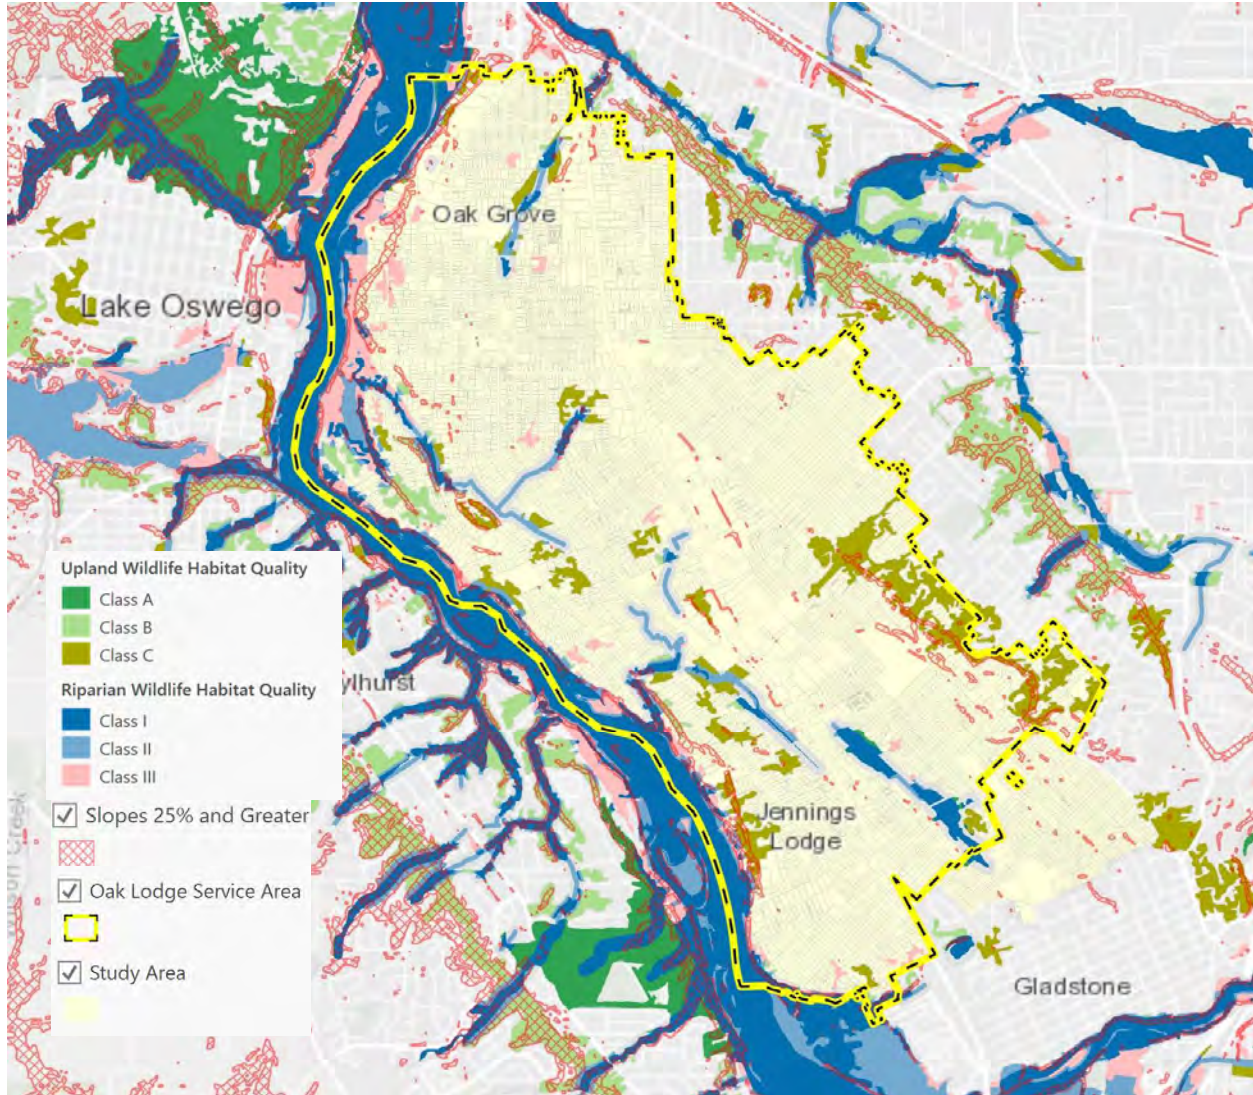 Oak Grove
Lake Oswego
Upland Wildlife Habitat Quality
Class A
Class B
Class C
Riparian Wildlife Habitat Quality
Class I
Class II
Class III
ylhurst
Slopes 25% and Greater
Oak Lodge Service Area
Study Area
Jennings
Lodge
Gladstone